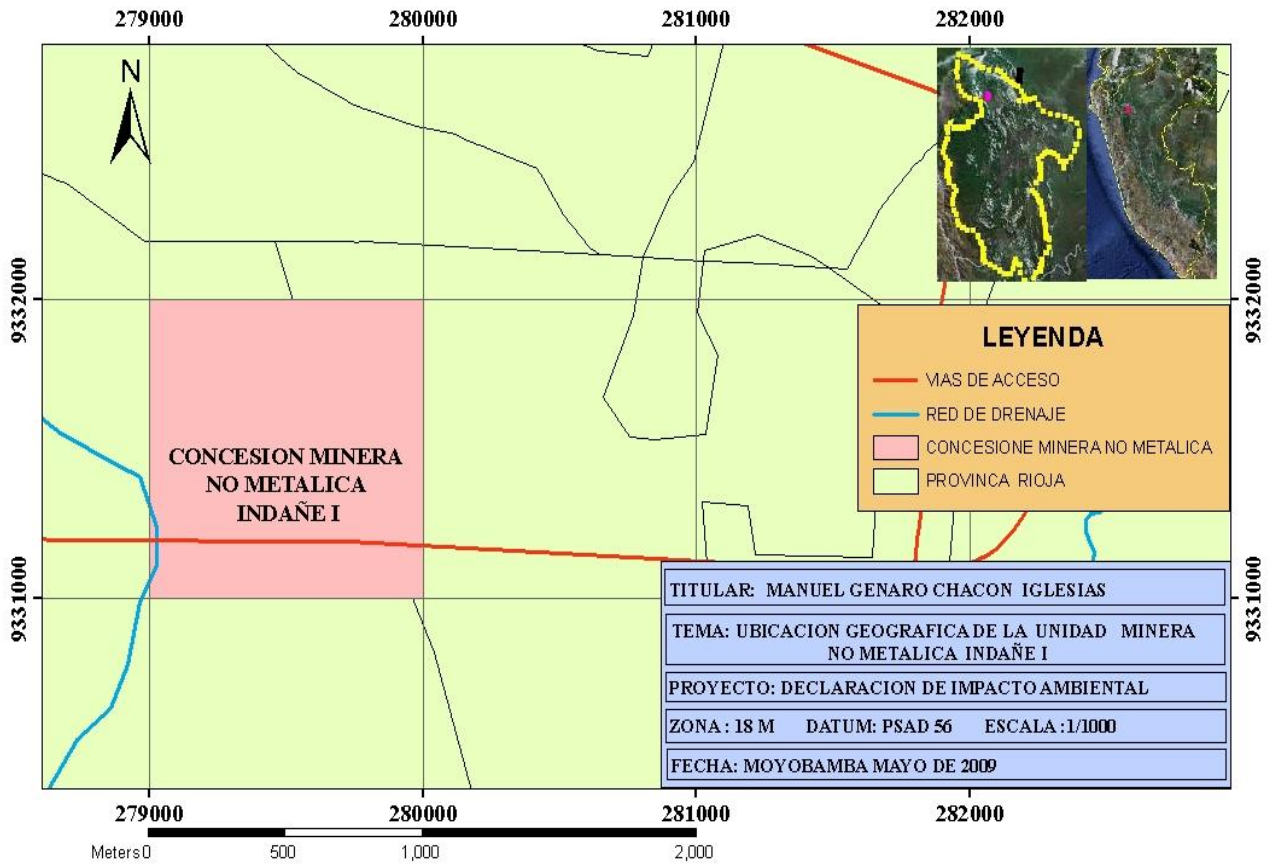 279000 280000 281000 282000
N
9332000 9332000
LEYENDA
VIAS DE ACCESO
RED DE DRENAJE
CONCESIONE MINERA NO METALICA
PROVINCA RIOJA
CONCESION MINERA
NO METALICA
INDAÑE I
9331000 9331000
TITULAR: MANUEL GENARO CHACON IGLESIAS
TEMA: UBICACION GEOGRAFICA DE LA UNIDAD MINERA
NO METALICA INDAÑE I
PROYECTO: DECLARACION DE IMPACTO AMBIENTAL
ZONA : 18 M DATUM: PSAD 56 ESCALA :1/1000
FECHA: MOYOBAMBA MAYO DE 2009
279000 280000 281000 282000
Meters 0 500 1,000 2,000